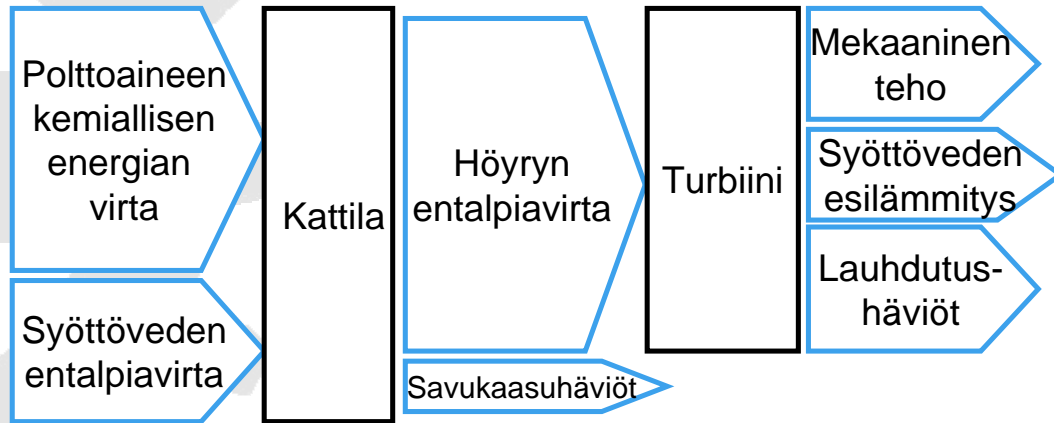 Polttoaineen
kemiallisen
energian
virta
Syöttöveden
entalpiavirta
Kattila
Höyryn
entalpiavirta
Savukaasuhäviöt
Turbiini
Mekaaninen
teho
Syöttöveden
esilämmitys
Lauhdutus-
häviöt